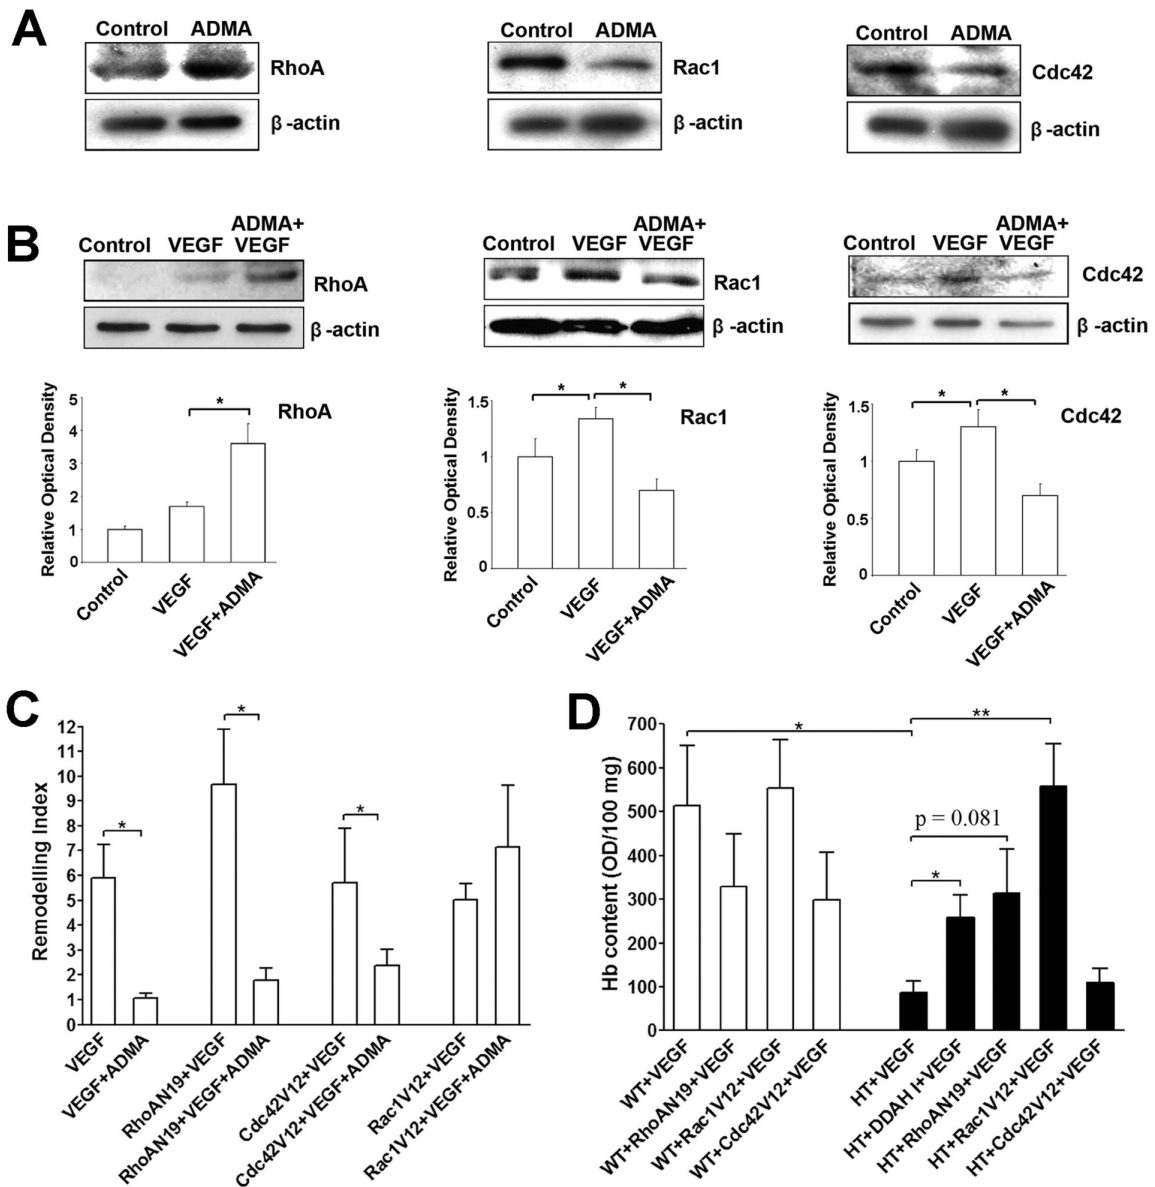 A
Control ADMA
RhoA
β-actin
Control ADMA
Rac1
β-actin
Control ADMA
Cdc42
β-actin
B
Control VEGF ADMA+
VEGF
RhoA
β-actin
Control VEGF ADMA+
VEGF
Rac1
β-actin
Control VEGF ADMA+
VEGF
Cdc42
β-actin
Relative Optical Density
5
4
3
2
1
0
*
RhoA
Control
VEGF
VEGF+ADMA
Relative Optical Density
1.5
1
0.5
0
* *
Rac1
Control
VEGF
VEGF+ADMA
Relative Optical Density
1.5
1
0.5
0
* *
Cdc42
Control
VEGF
VEGF+ADMA
C
Remodelling Index
12
11
10
9
8
7
6
5
4
3
2
1
0
*
*
*
VEGF
VEGF+ADMA
RhoAN19+VEGF
RhoAN19+VEGF+ADMA
Cdc42V12+VEGF
Cdc42V12+VEGF+ADMA
Rac1V12+VEGF
Rac1V12+VEGF+ADMA
D
Hb content (OD/100 mg)
700
600
500
400
300
200
100
0
*
**
p = 0.081
*
WT+VEGF
WT+RhoAN19+VEGF
WT+Rac1V12+VEGF
WT+Cdc42V12+VEGF
HT+VEGF
HT+DDAH I+VEGF
HT+RhoAN19+VEGF
HT+Rac1V12+VEGF
HT+Cdc42V12+VEGF